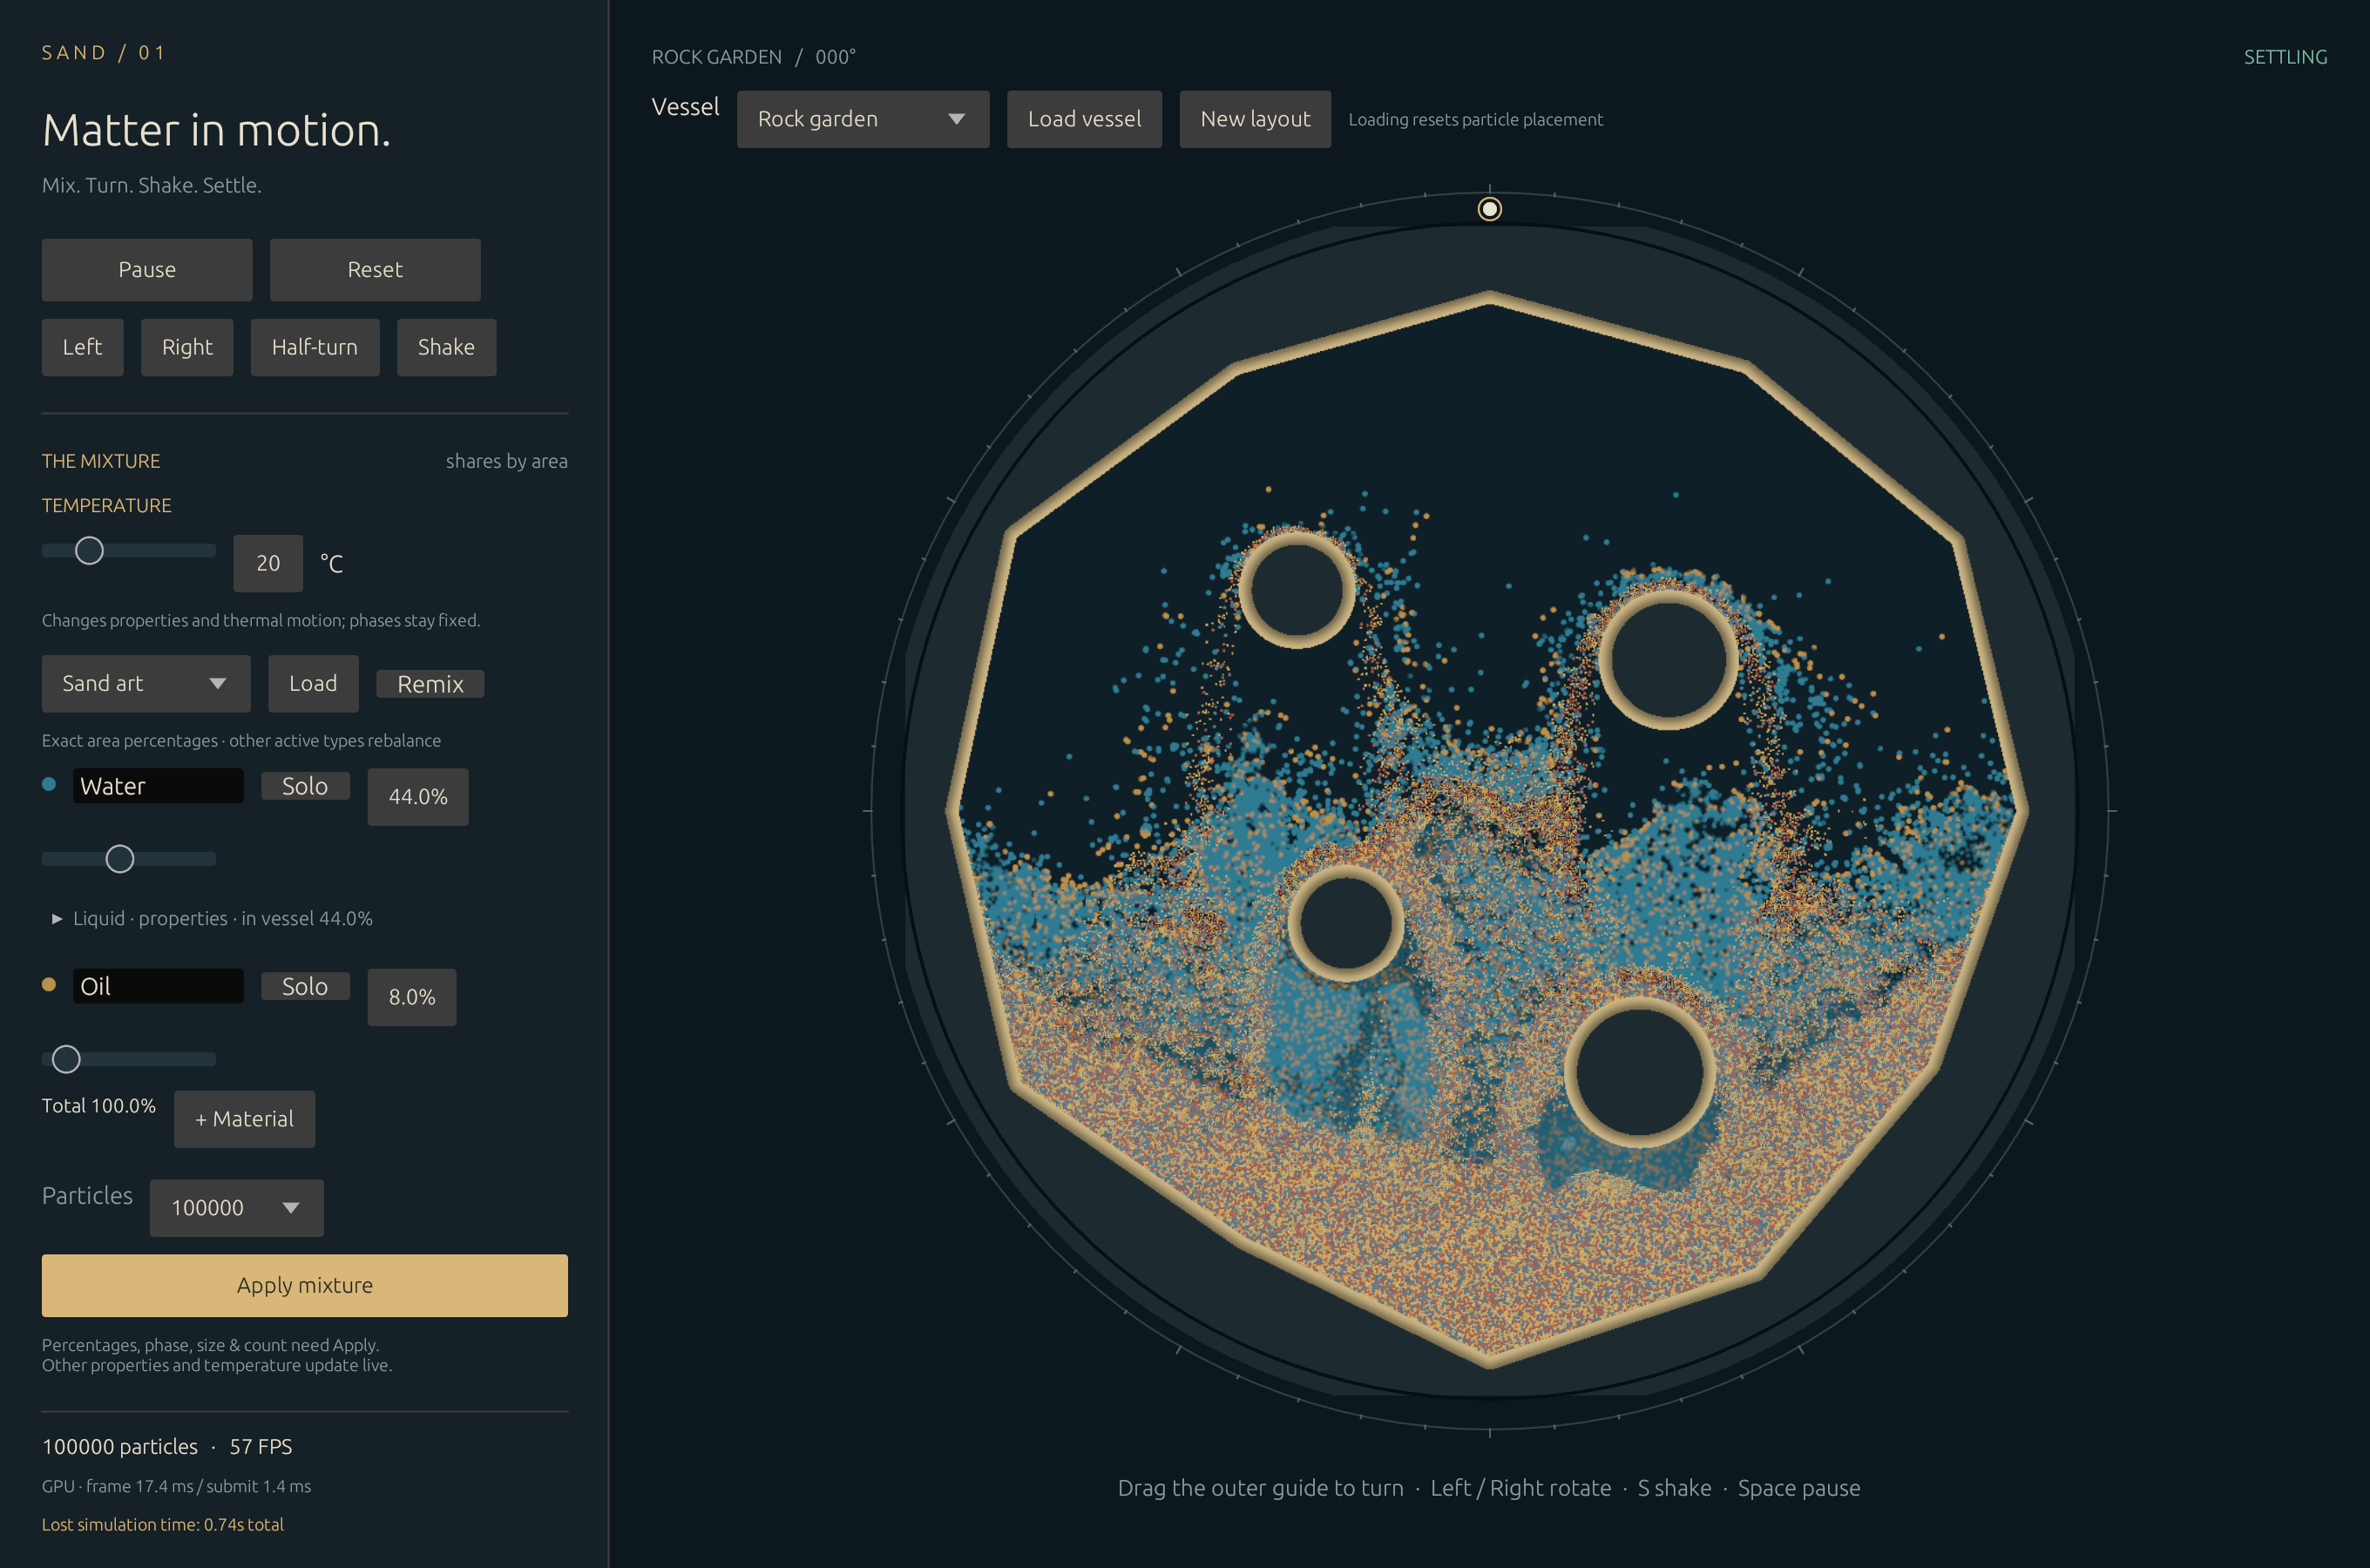 SAND / 01
Matter in motion.
Mix. Turn. Shake. Settle.
Pause Reset
Left Right Half-turn Shake
THE MIXTURE shares by area
TEMPERATURE
20 °C
Changes properties and thermal motion; phases stay fixed.
Sand art Load Remix
Exact area percentages · other active types rebalance
Water Solo 44.0%
► Liquid · properties · in vessel 44.0%
Oil Solo 8.0%
Total 100.0% + Material
Particles 100000
Apply mixture
Percentages, phase, size & count need Apply.
Other properties and temperature update live.
100000 particles · 57 FPS
GPU · frame 17.4 ms / submit 1.4 ms
Lost simulation time: 0.74s total
ROCK GARDEN / 000° SETTLING
Vessel Rock garden Load vessel New layout Loading resets particle placement
Drag the outer guide to turn · Left / Right rotate · S shake · Space pause